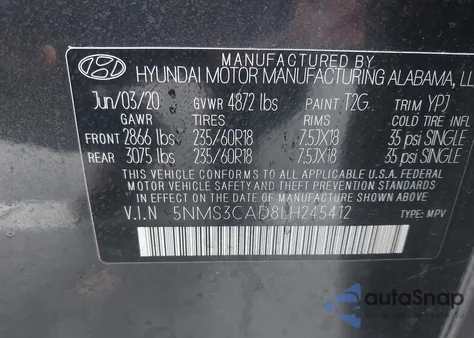 MANUFACTURED BY
HYUNDAI MOTOR MANUFACTURING ALABAMA, LL
Jun/03/20 GVWR 4872 lbs PAINT T2G TRIM YPJ
GAWR TIRES RIMS COLD TIRE INFL
FRONT 2866 lbs 235/60R18 7.5JX18 35 psi SINGLE
REAR 3075 lbs 235/60R18 7.5JX18 35 psi SINGLE
THIS VEHICLE CONFORMS TO ALL APPLICABLE U.S.A. FEDERAL
MOTOR VEHICLE SAFETY AND THEFT PREVENTION STANDARDS
IN EFFECT ON THE DATE OF MANUFACTURE SHOWN ABOVE.
V.I.N 5NMS3CAD8LH245412 TYPE: MPV
autoSnap